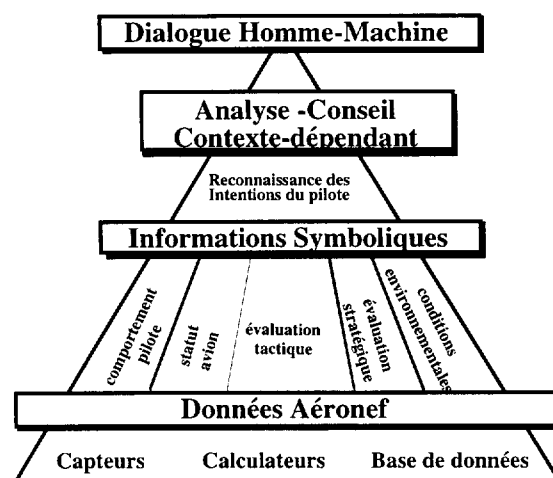 Dialogue Homme-Machine
Analyse -Conseil
Contexte-dépendant
Reconnaissance des
Intentions du pilote
Informations Symboliques
comportement
pilote
statut
avion
évaluation
tactique
évaluation
stratégique
conditions
environmentales
Données Aéronef
Capteurs Calculateurs Base de données